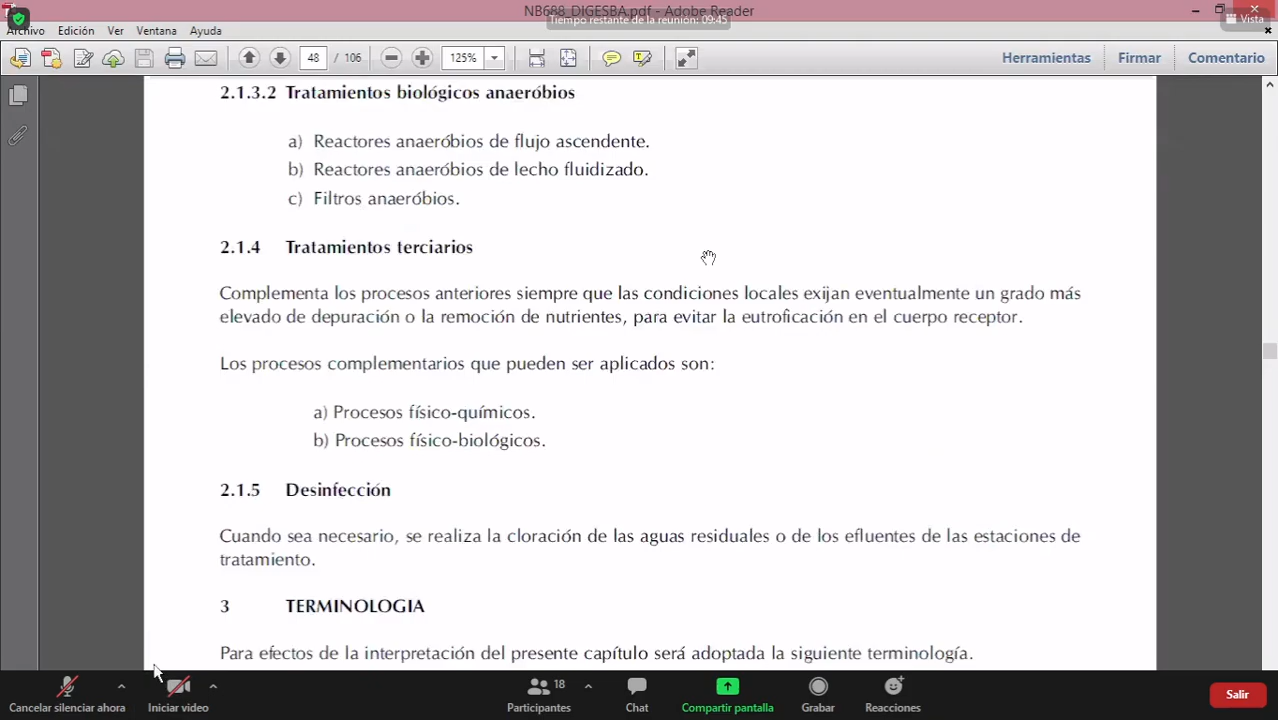 NB688_DIGESBA.pdf - Adobe Reader
Tiempo restante de la reunión: 09:45
Vista
Archivo Edición Ver Ventana Ayuda
48 / 106 125% Herramientas Firmar Comentario
2.1.3.2 Tratamientos biológicos anaeróbios
a) Reactores anaeróbios de flujo ascendente.
b) Reactores anaeróbios de lecho fluidizado.
c) Filtros anaeróbios.
2.1.4 Tratamientos terciarios
Complementa los procesos anteriores siempre que las condiciones locales exijan eventualmente un grado más
elevado de depuración o la remoción de nutrientes, para evitar la eutroficación en el cuerpo receptor.
Los procesos complementarios que pueden ser aplicados son:
a) Procesos físico-químicos.
b) Procesos físico-biológicos.
2.1.5 Desinfección
Cuando sea necesario, se realiza la cloración de las aguas residuales o de los efluentes de las estaciones de
tratamiento.
3 TERMINOLOGIA
Para efectos de la interpretación del presente capítulo será adoptada la siguiente terminología.
18
Cancelar silenciar ahora Iniciar video Participantes Chat Compartir pantalla Grabar Reacciones Salir